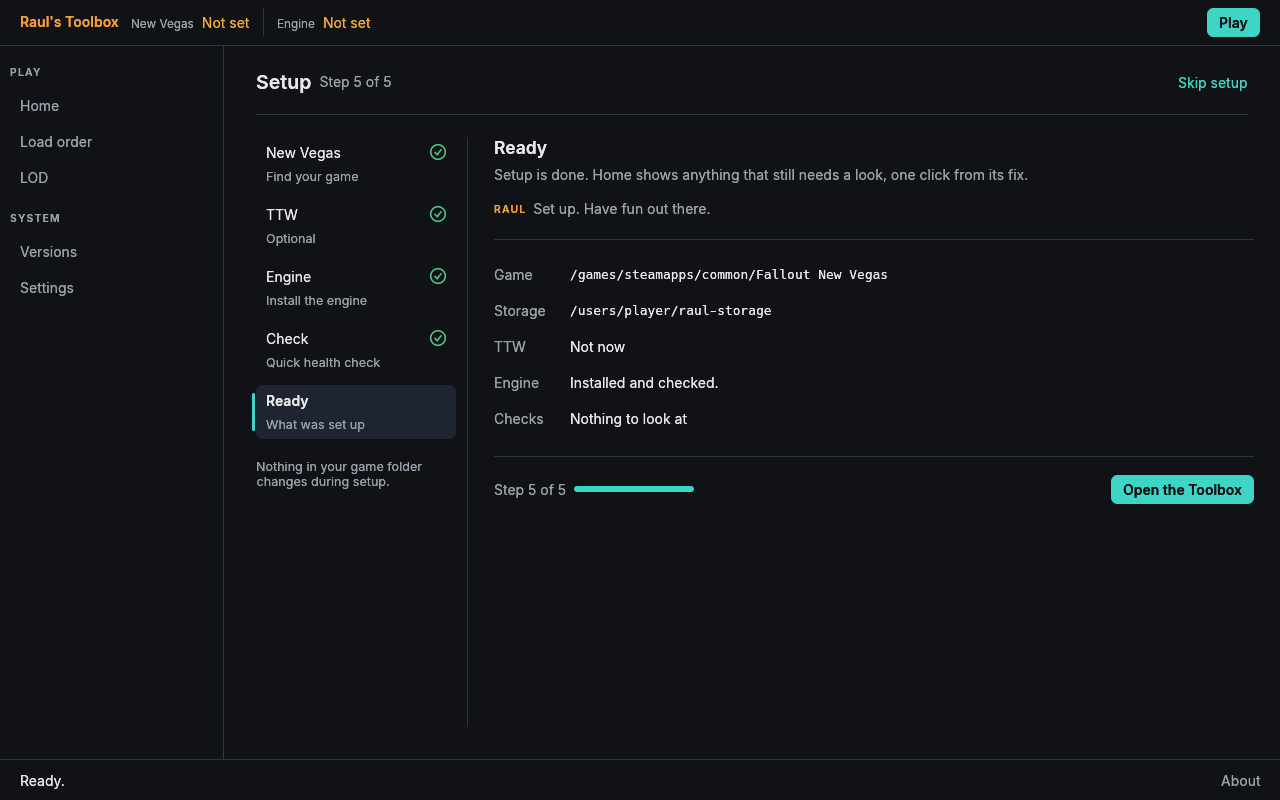 Raul's Toolbox New Vegas Not set Engine Not set Play
PLAY
Home
Load order
LOD
SYSTEM
Versions
Settings
Setup Step 5 of 5 Skip setup
New Vegas
Find your game
TTW
Optional
Engine
Install the engine
Check
Quick health check
Ready
What was set up
Nothing in your game folder
changes during setup.
Ready
Setup is done. Home shows anything that still needs a look, one click from its fix.
RAUL Set up. Have fun out there.
Game /games/steamapps/common/Fallout New Vegas
Storage /users/player/raul-storage
TTW Not now
Engine Installed and checked.
Checks Nothing to look at
Step 5 of 5 Open the Toolbox
Ready. About